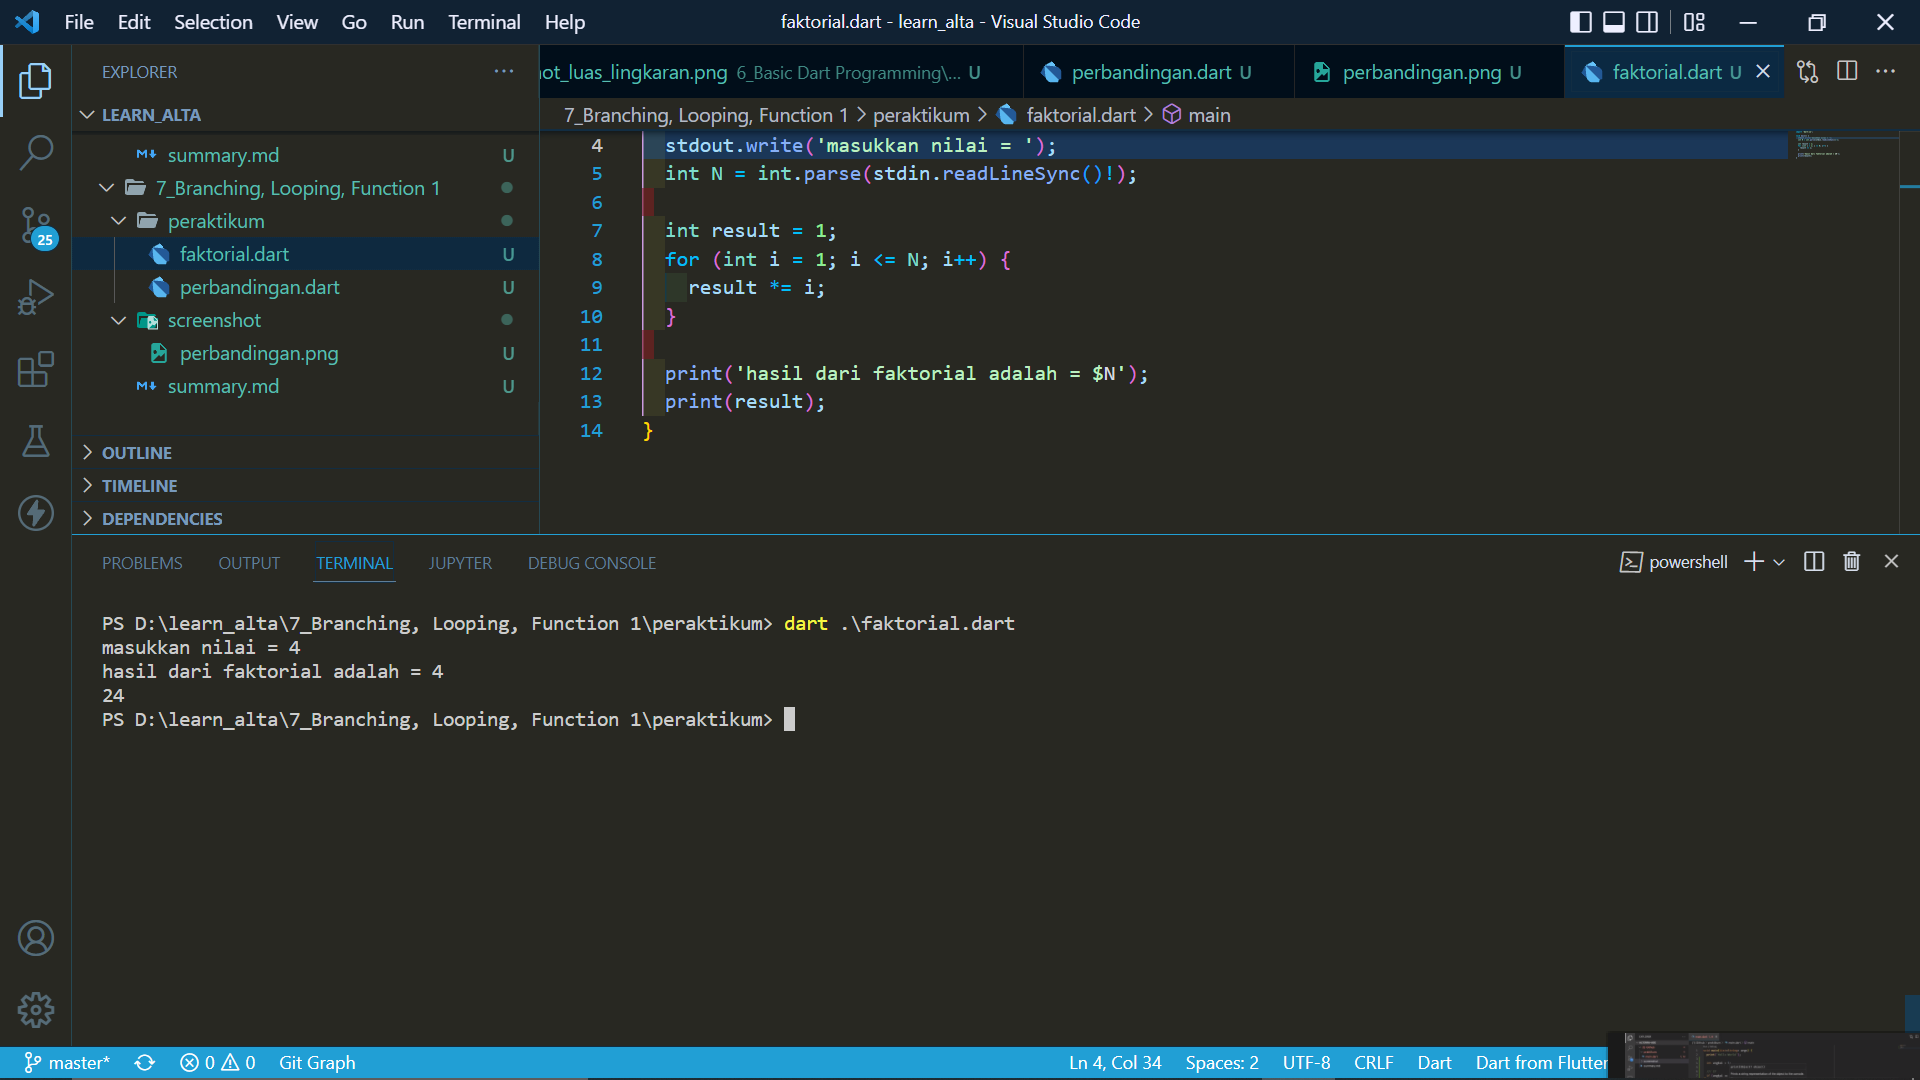 File Edit Selection View Go Run Terminal Help
faktorial.dart - learn_alta - Visual Studio Code
EXPLORER
LEARN_ALTA
summary.md U
7_Branching, Looping, Function 1
peraktikum
faktorial.dart U
perbandingan.dart U
screenshot
perbandingan.png U
summary.md U
OUTLINE
TIMELINE
DEPENDENCIES
25
ot_luas_lingkaran.png 6_Basic Dart Programming\... U
perbandingan.dart U
perbandingan.png U
faktorial.dart U
7_Branching, Looping, Function 1 > peraktikum > faktorial.dart > main
4 stdout.write('masukkan nilai = ');
5 int N = int.parse(stdin.readLineSync()!);
6
7 int result = 1;
8 for (int i = 1; i <= N; i++) {
9 result *= i;
10 }
11
12 print('hasil dari faktorial adalah = $N');
13 print(result);
14 }
PROBLEMS OUTPUT TERMINAL JUPYTER DEBUG CONSOLE
powershell
PS D:\learn_alta\7_Branching, Looping, Function 1\peraktikum> dart .\faktorial.dart
masukkan nilai = 4
hasil dari faktorial adalah = 4
24
PS D:\learn_alta\7_Branching, Looping, Function 1\peraktikum>
master* 0 0 Git Graph
Ln 4, Col 34 Spaces: 2 UTF-8 CRLF Dart Dart from Flutter